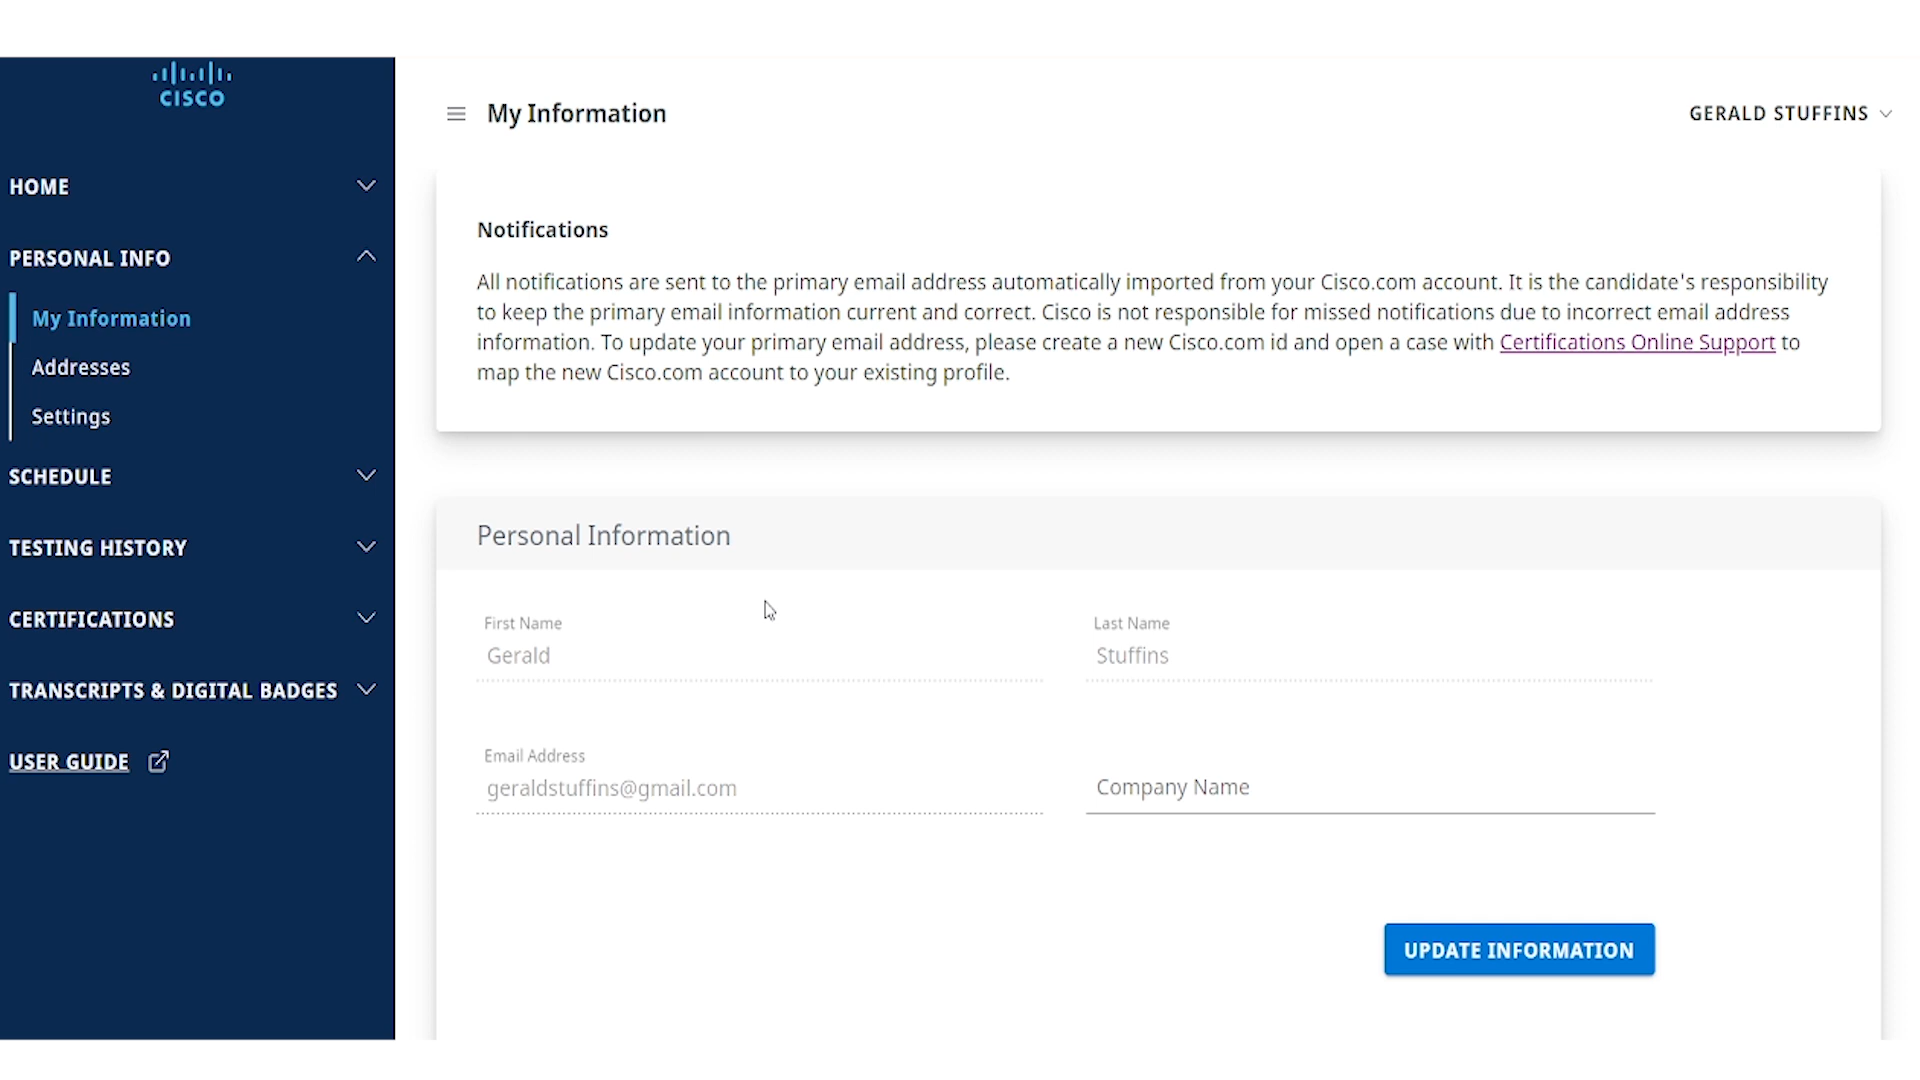 CISCO
My Information
GERALD STUFFINS
HOME
PERSONAL INFO
My Information
Addresses
Settings
SCHEDULE
TESTING HISTORY
CERTIFICATIONS
TRANSCRIPTS & DIGITAL BADGES
USER GUIDE
Notifications
All notifications are sent to the primary email address automatically imported from your Cisco.com account. It is the candidate's responsibility
to keep the primary email information current and correct. Cisco is not responsible for missed notifications due to incorrect email address
information. To update your primary email address, please create a new Cisco.com id and open a case with Certifications Online Support to
map the new Cisco.com account to your existing profile.
Personal Information
First Name
Gerald
Last Name
Stuffins
Email Address
geraldstuffins@gmail.com
Company Name
UPDATE INFORMATION